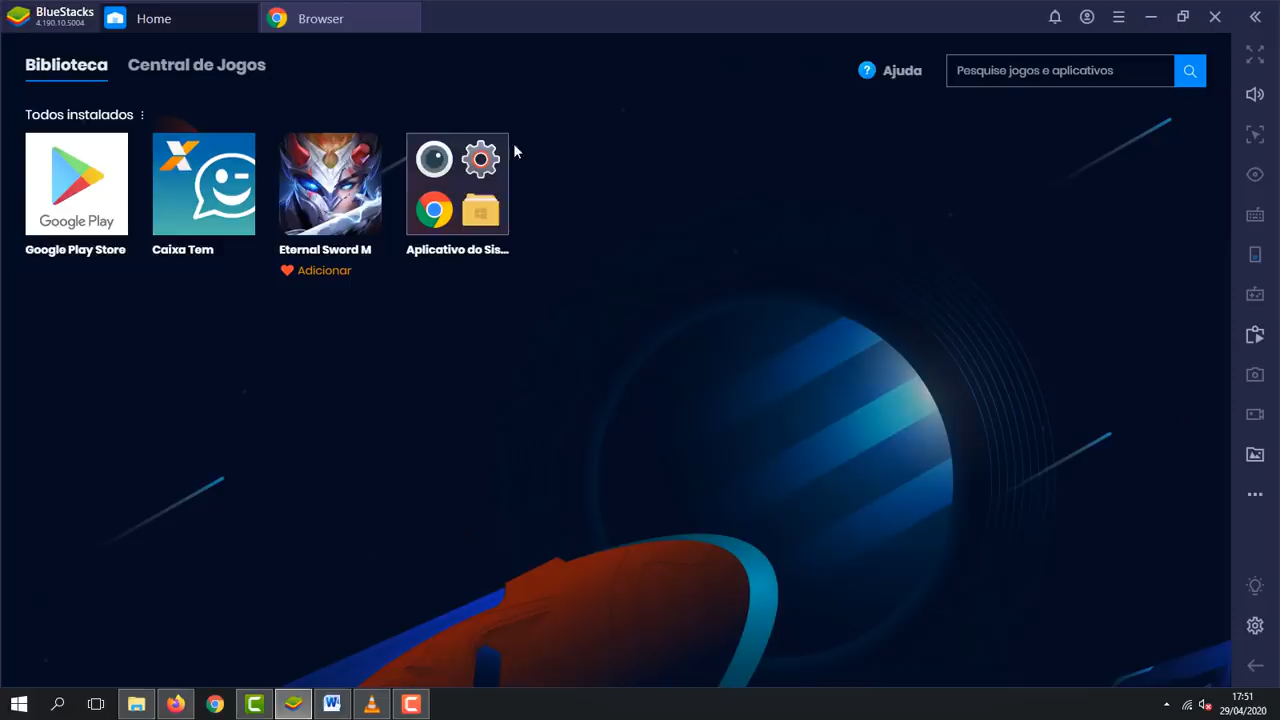 BlueStacks
4.190.10.5004
Home
Browser
Biblioteca
Central de Jogos
Ajuda
Pesquise jogos e aplicativos
Todos instalados
Google Play
Google Play Store
Caixa Tem
Eternal Sword M
Aplicativo do Sis...
Adicionar
17:51
29/04/2020